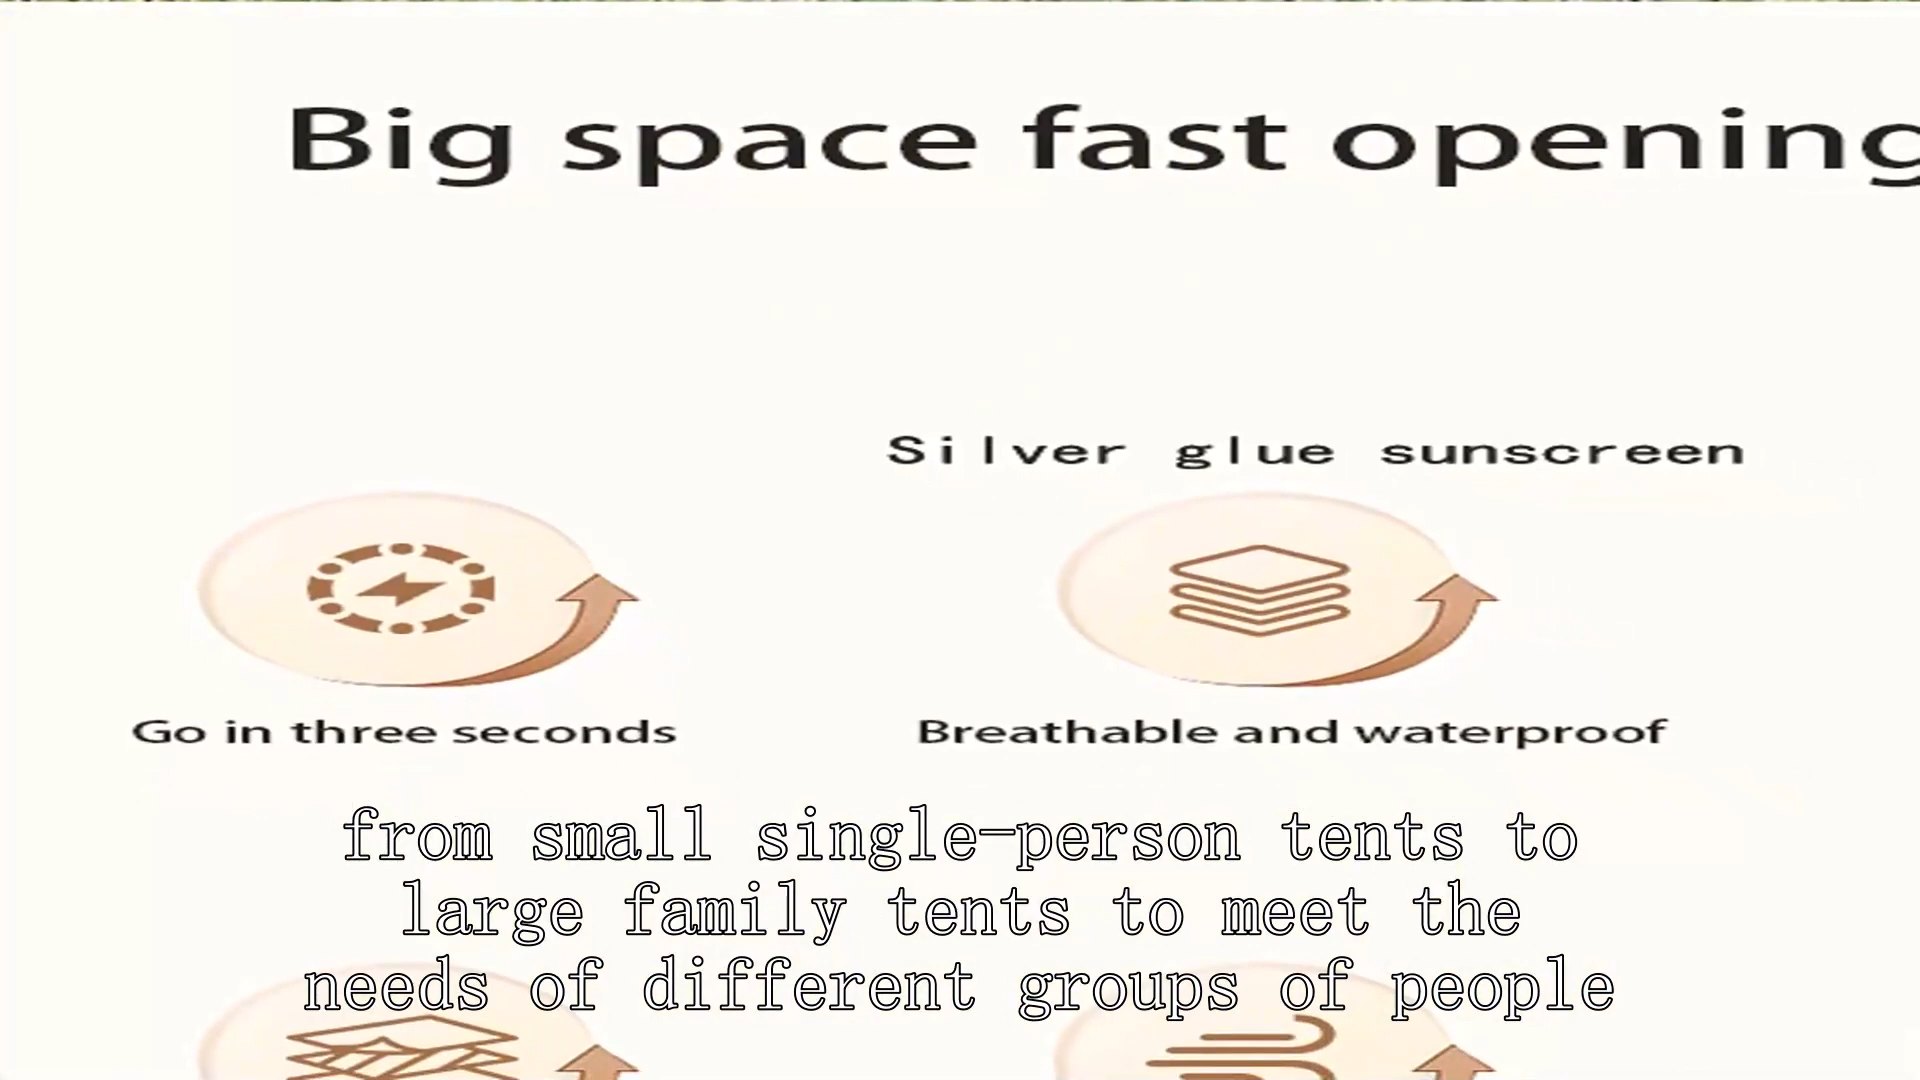 Big space fast opening
Silver glue sunscreen
Go in three seconds
Breathable and waterproof
from small single-person tents to
large family tents to meet the
needs of different groups of people